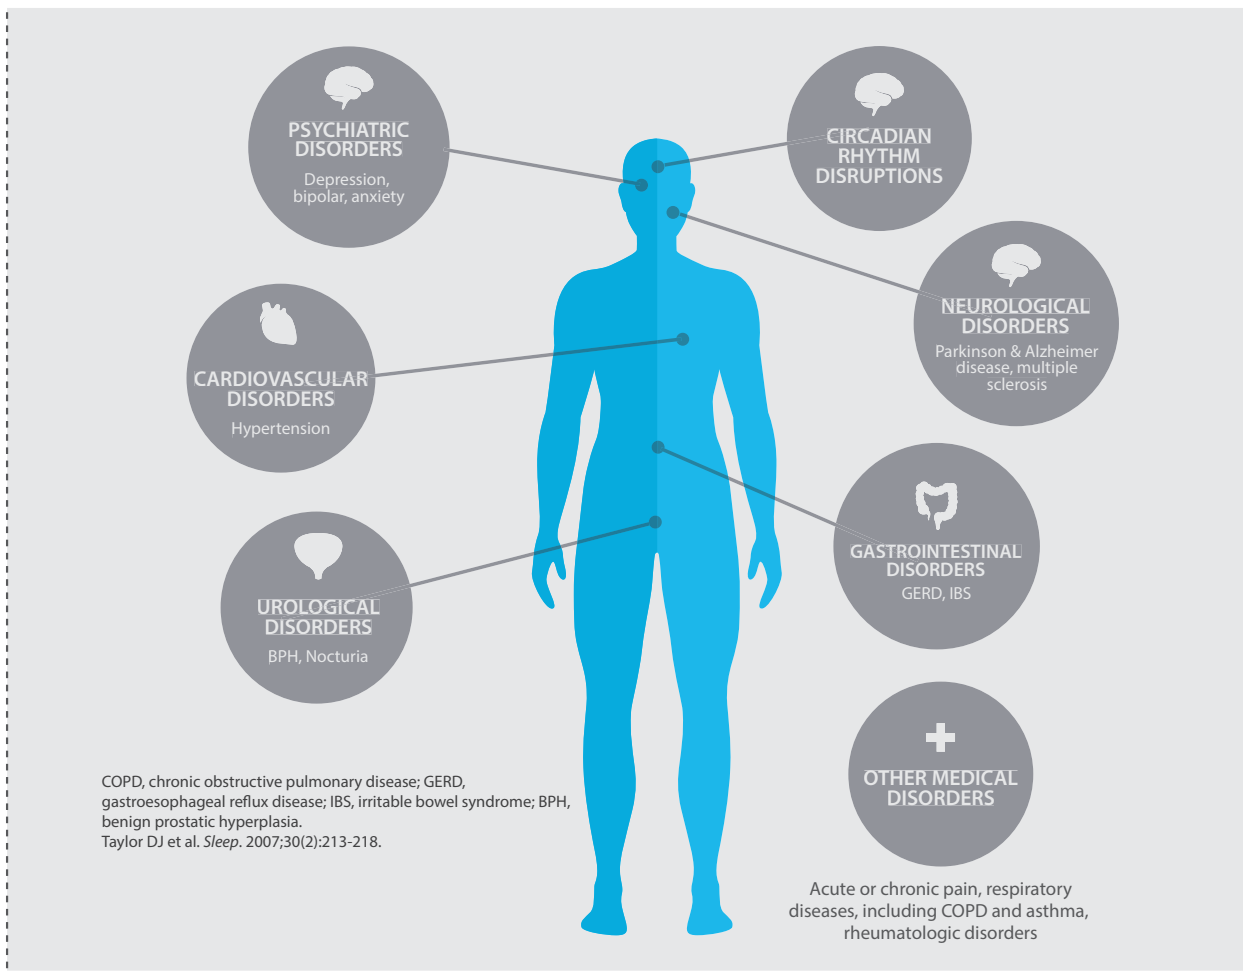 PSYCHIATRIC
DISORDERS
Depression,
bipolar, anxiety
CIRCADIAN
RHYTHM
DISRUPTIONS
NEUROLOGICAL
DISORDERS
Parkinson & Alzheimer
disease, multiple
sclerosis
CARDIOVASCULAR
DISORDERS
Hypertension
GASTROINTESTINAL
DISORDERS
GERD, IBS
UROLOGICAL
DISORDERS
BPH, Nocturia
OTHER MEDICAL
DISORDERS
Acute or chronic pain, respiratory
diseases, including COPD and asthma,
rheumatologic disorders
COPD, chronic obstructive pulmonary disease; GERD,
gastroesophageal reflux disease; IBS, irritable bowel syndrome; BPH,
benign prostatic hyperplasia.
Taylor DJ et al. Sleep. 2007;30(2):213-218.